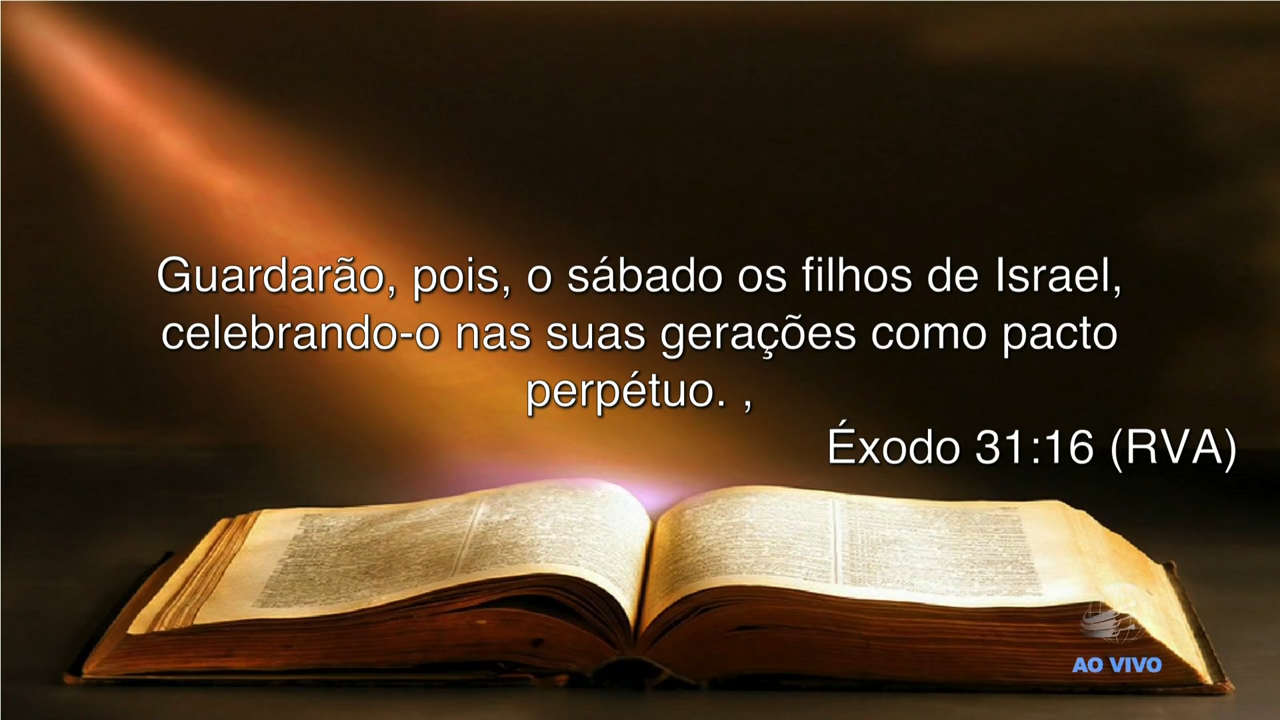 Guardarão, pois, o sábado os filhos de Israel,
celebrando-o nas suas gerações como pacto
perpétuo. ,
Éxodo 31:16 (RVA)
AO VIVO